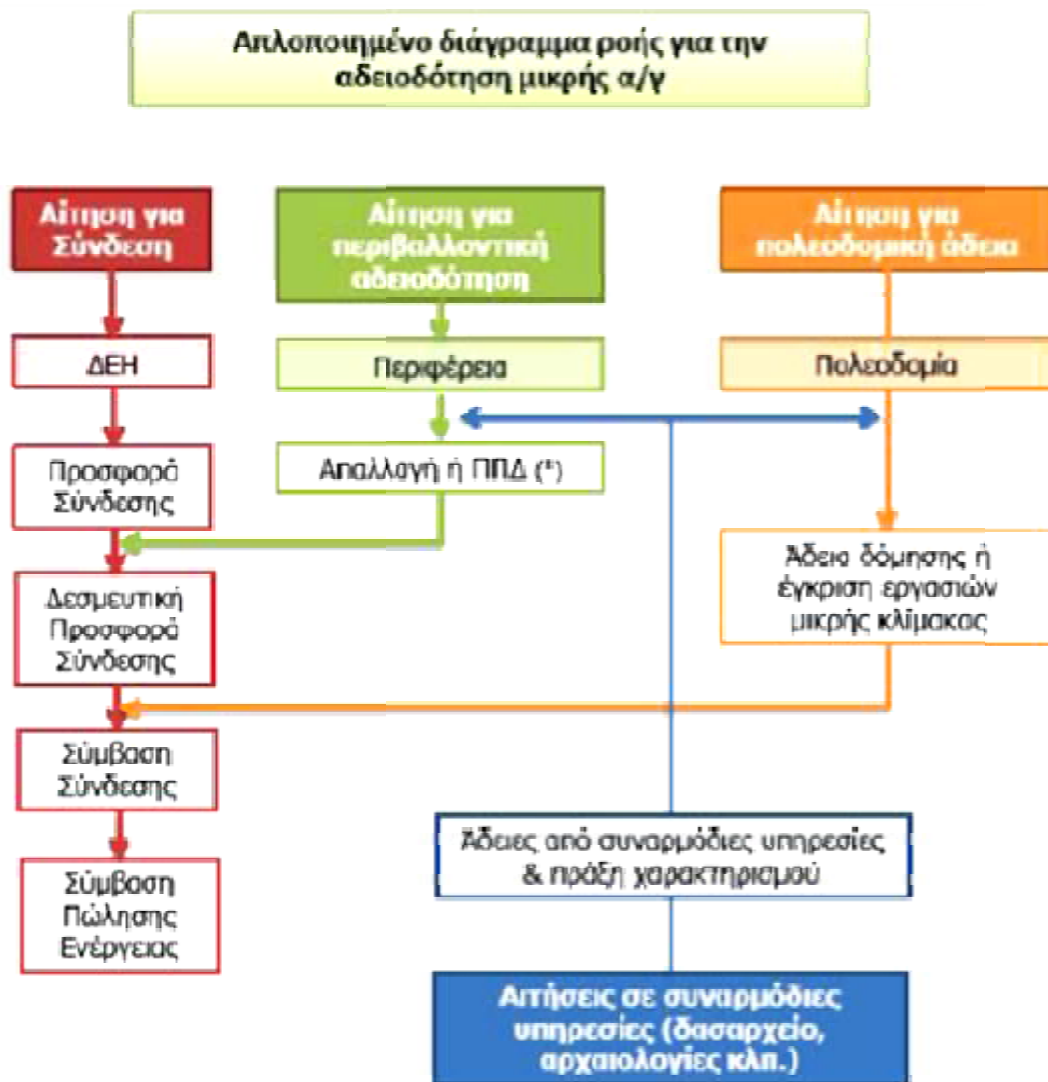 Απλοποιημένο διάγραμμα ροής για την
αδειοδότηση μικρής α/γ
Αίτηση για
Σύνδεση
ΔΕΗ
Προσφορά
Σύνδεσης
Δεσμευτική
Προσφορά
Σύνδεσης
Σύμβαση
Σύνδεσης
Σύμβαση
Πώλησης
Ενέργειας
Αίτηση για
περιβαλλοντική
αδειοδότηση
Περιφέρεια
Απαλλαγή ή ΠΠΔ (*)
Αίτηση για
πολεοδομική άδεια
Πολεοδομία
Άδεια δόμησης ή
έγκριση εργασιών
μικρής κλίμακας
Άδειες από συναρμόδιες υπηρεσίες
& πράξη χαρακτηρισμού
Αιτήσεις σε συναρμόδιες
υπηρεσίες (δασαρχείο,
αρχαιολογίες κλπ.)